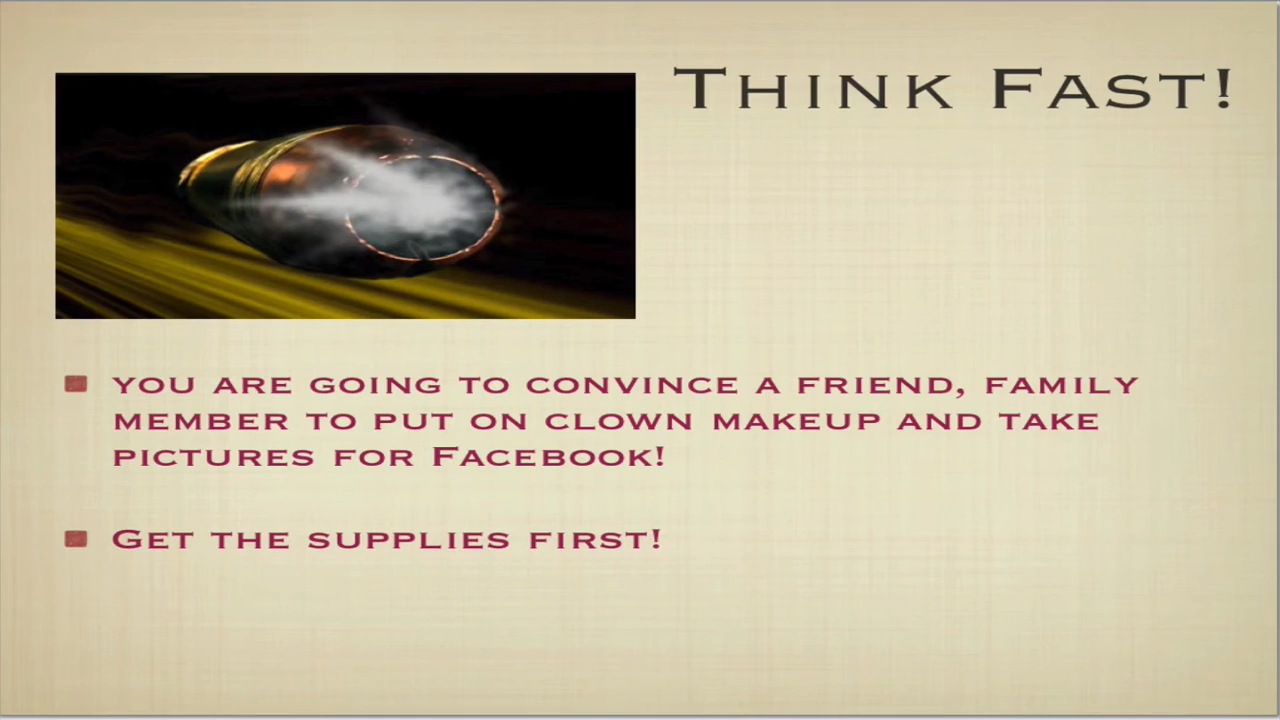 Think Fast!
you are going to convince a friend, family
member to put on clown makeup and take
pictures for Facebook!
Get the supplies first!